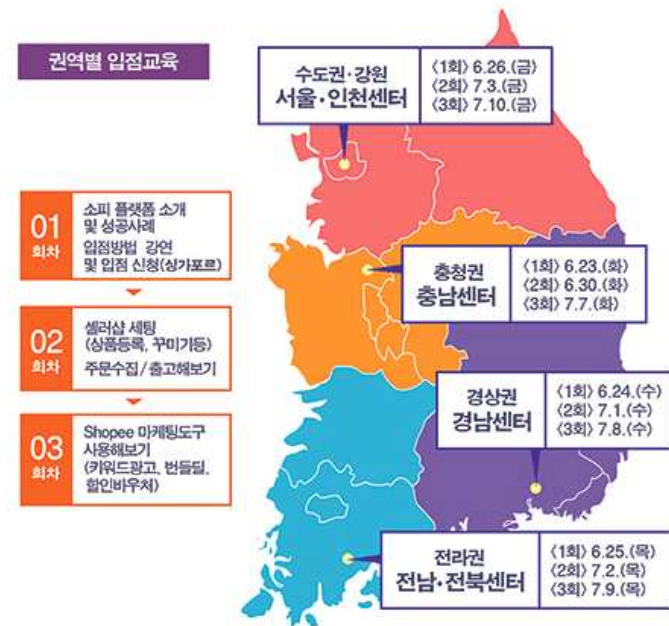 권역별 입점교육
수도권·강원
서울·인천센터
〈1회〉 6.26.(금)
〈2회〉 7.3.(금)
〈3회〉 7.10.(금)
01
회차
소피 플랫폼 소개
및 성공사례
입점방법 강연
및 입점 신청(싱가포르)
충청권
충남센터
〈1회〉 6.23.(화)
〈2회〉 6.30.(화)
〈3회〉 7.7.(화)
02
회차
셀러샵 세팅
(상품등록, 꾸미기등)
주문수집 / 출고해보기
경상권
경남센터
〈1회〉 6.24.(수)
〈2회〉 7.1.(수)
〈3회〉 7.8.(수)
03
회차
Shopee 마케팅도구
사용해보기
(키워드광고, 번들딜,
할인바우처)
전라권
전남·전북센터
〈1회〉 6.25.(목)
〈2회〉 7.2.(목)
〈3회〉 7.9.(목)